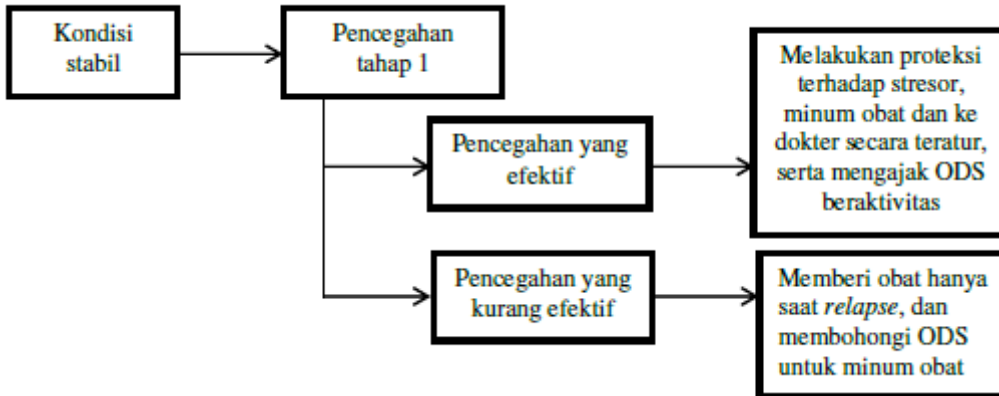 Kondisi
stabil
Pencegahan
tahap 1
Pencegahan yang
efektif
Melakukan proteksi
terhadap stresor,
minum obat dan ke
dokter secara teratur,
serta mengajak ODS
beraktivitas
Pencegahan yang
kurang efektif
Memberi obat hanya
saat relapse, dan
membohongi ODS
untuk minum obat